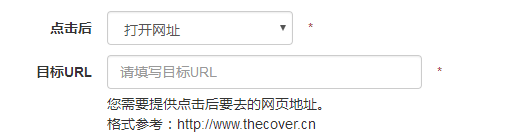 点击后 打开网址 *
目标URL 请填写目标URL *
您需要提供点击后要去的网页地址。
格式参考：http://www.thecover.cn